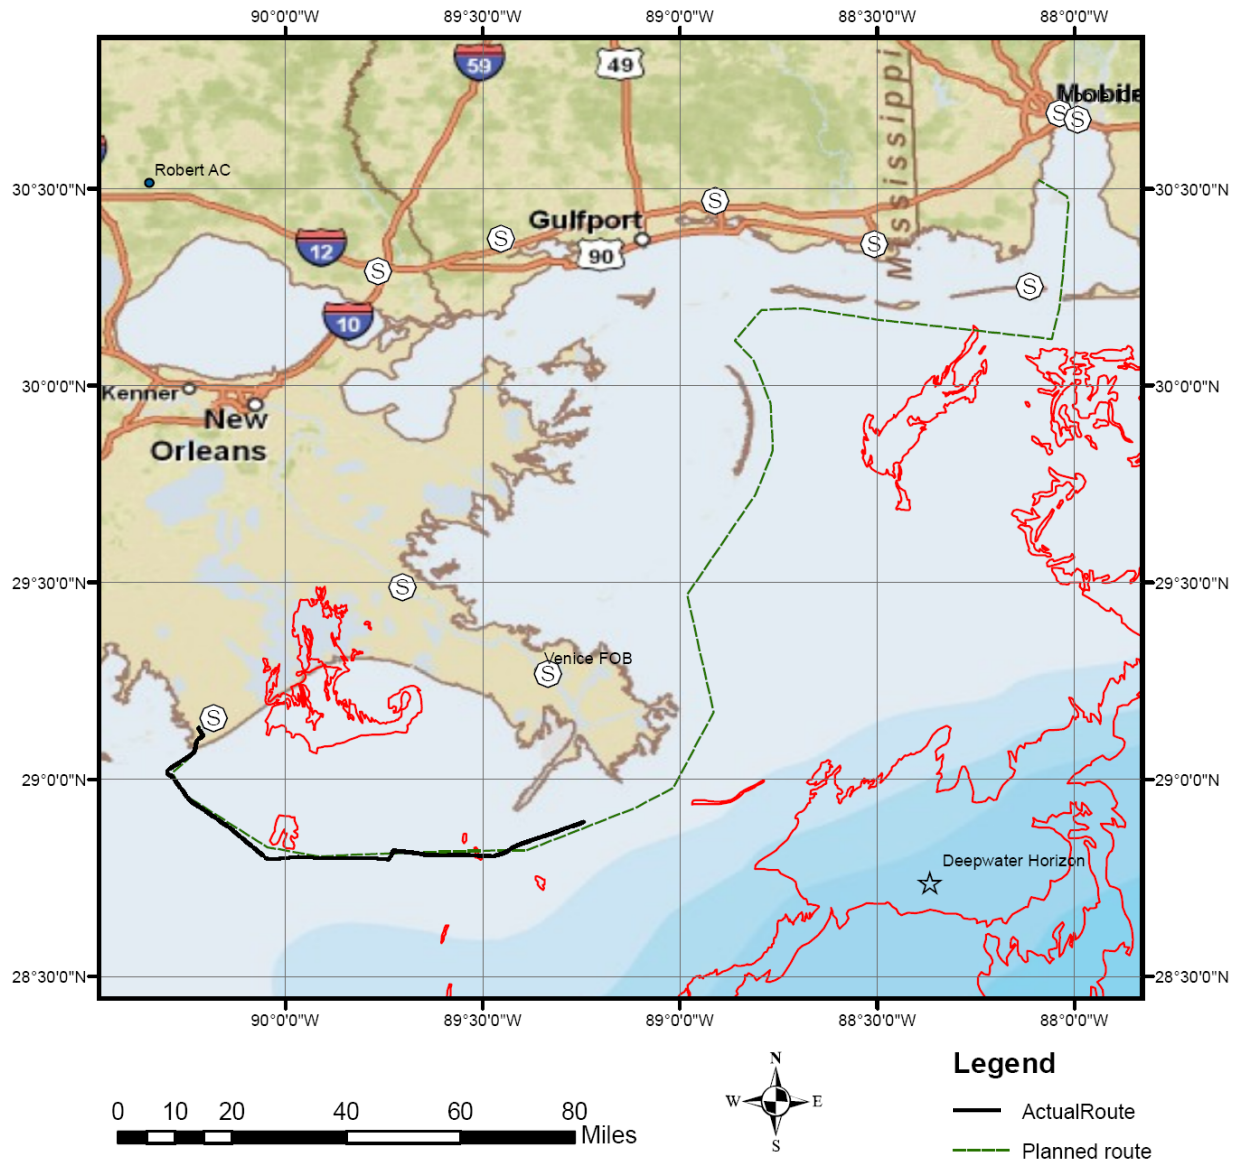 90°0'0"W 89°30'0"W 89°0'0"W 88°30'0"W 88°0'0"W
59
49
Mississippi
Mobile
Robert AC
30°30'0"N
30°30'0"N
S
S
S
Gulfport
S
S
12
90
S
S
10
30°0'0"N
30°0'0"N
Kenner
New
Orleans
29°30'0"N
29°30'0"N
S
Venice FOB
S
S
29°0'0"N
29°0'0"N
Deepwater Horizon
28°30'0"N
28°30'0"N
90°0'0"W 89°30'0"W 89°0'0"W 88°30'0"W 88°0'0"W
Legend
N
W E
S
0 10 20 40 60 80
Miles
ActualRoute
Planned route